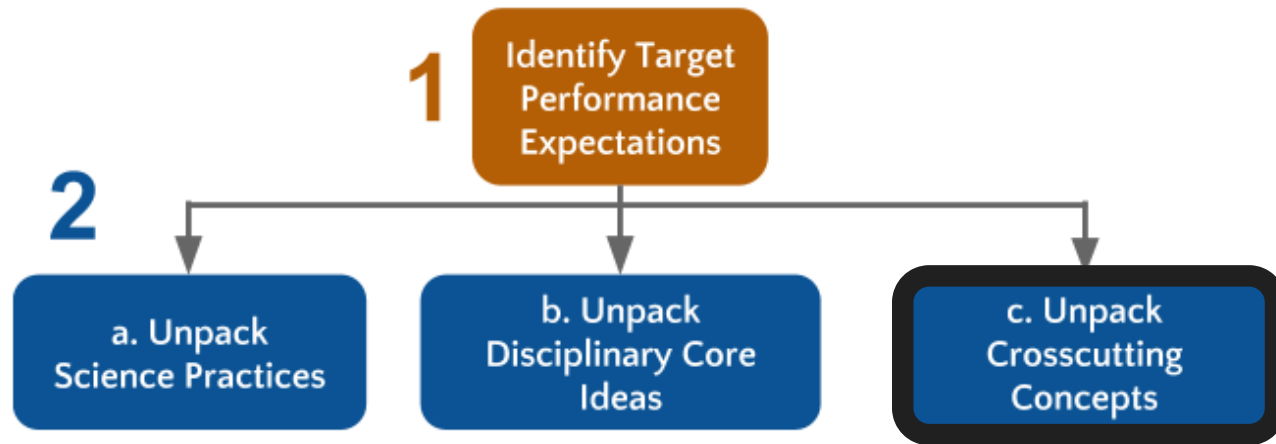 1
Identify Target
Performance
Expectations
2
a. Unpack
Science Practices
b. Unpack
Disciplinary Core
Ideas
c. Unpack
Crosscutting
Concepts